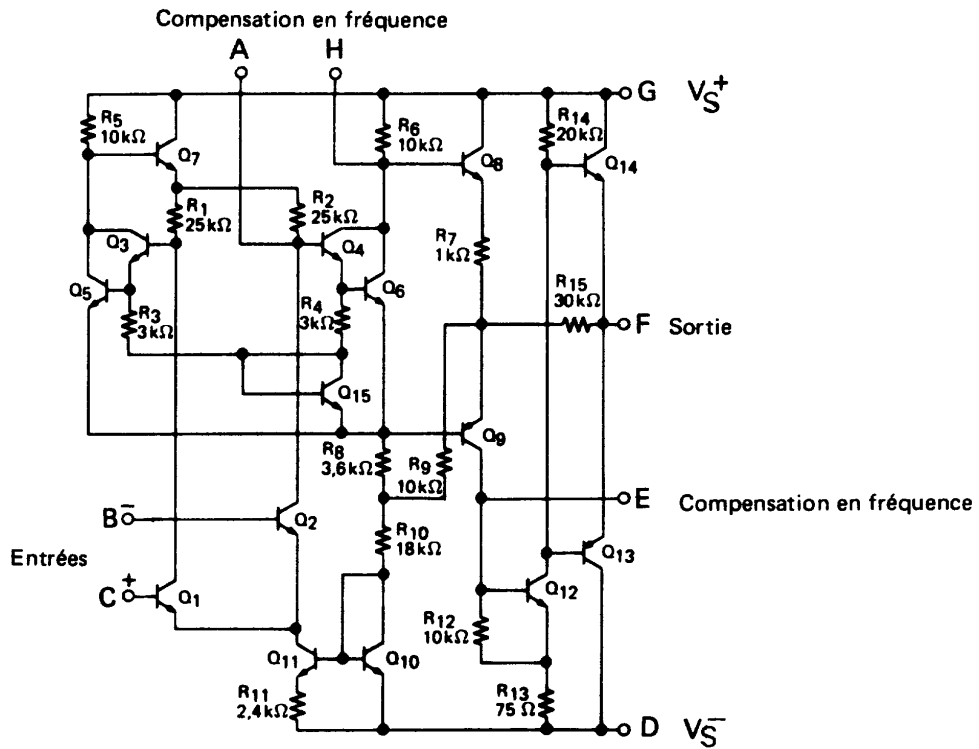 Compensation en fréquence
A H
G VS+
R5
10kΩ
Q7
R6
10kΩ
Q8
R14
20kΩ
Q14
R1
25kΩ
R2
25kΩ
Q3
Q4
R7
1kΩ
Q5
R3
3kΩ
R4
3kΩ
Q6
R15
30kΩ
F Sortie
Q15
Q9
R8
3,6kΩ
R9
10kΩ
E Compensation en fréquence
B −
Q2
R10
18kΩ
Entrées
C +
Q1
Q12
Q13
R12
10kΩ
Q11
Q10
R11
2,4kΩ
R13
75 Ω
D VS−